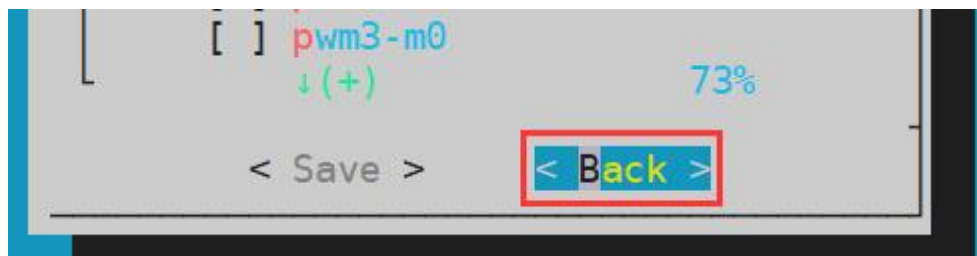 [ ] pwm3-m0
↓(+) 73%
< Save > < Back >